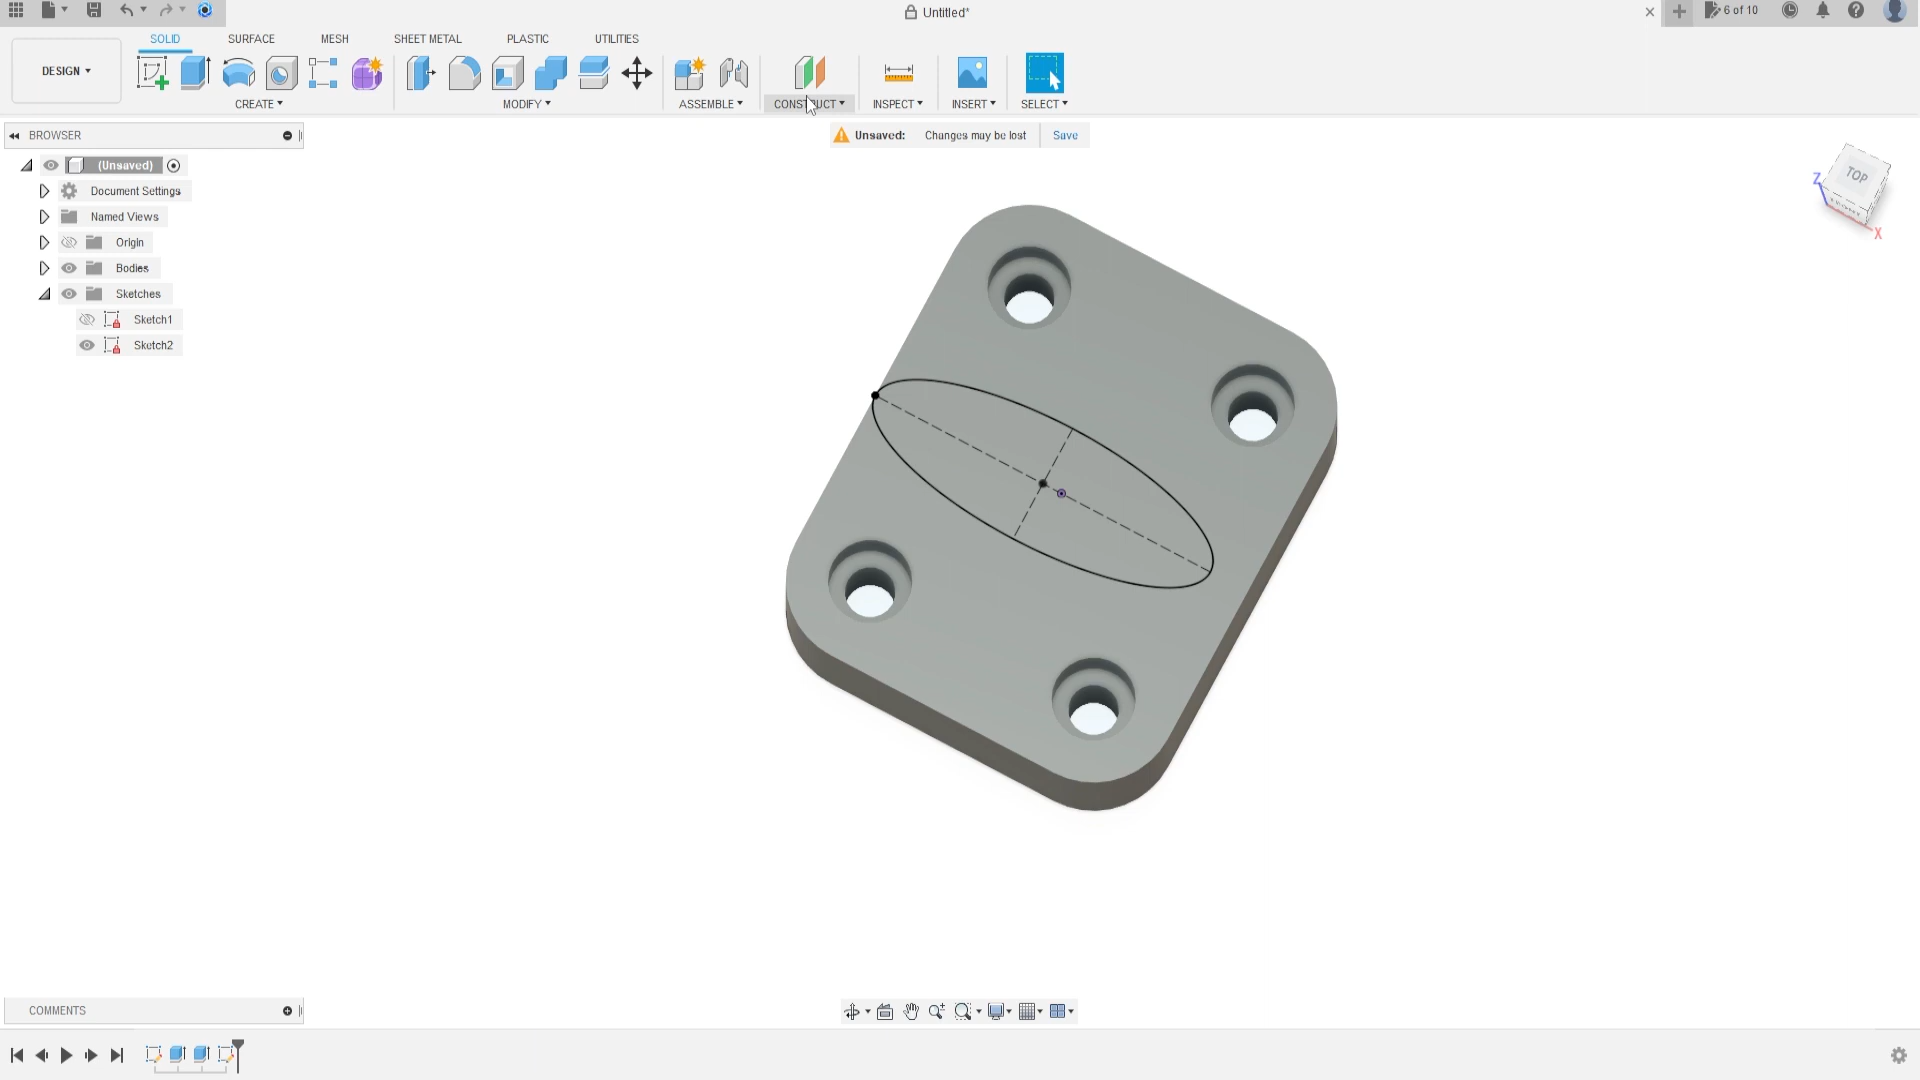 Untitled*
6 of 10
DESIGN
SOLID
SURFACE
MESH
SHEET METAL
PLASTIC
UTILITIES
CREATE
MODIFY
ASSEMBLE
CONSTRUCT
INSPECT
INSERT
SELECT
BROWSER
Unsaved: Changes may be lost Save
(Unsaved)
Document Settings
Named Views
Origin
Bodies
Sketches
Sketch1
Sketch2
TOP
Z
X
COMMENTS